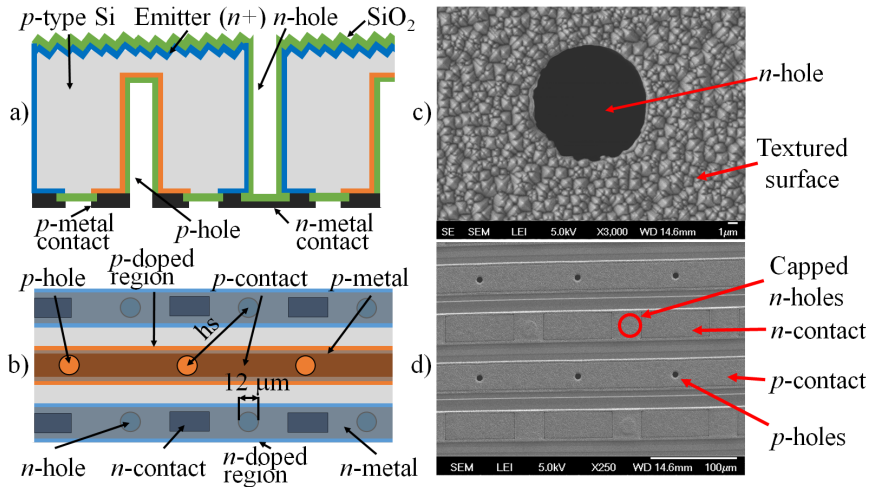 p-type Si
Emitter (n+)
n-hole
SiO2
a)
p-metal
contact
p-hole
n-metal
contact
c)
n-hole
Textured
surface
SE SEM LEI 5.0kV X3,000 WD 14.6mm 1μm
p-hole
p-doped
region
p-contact
p-metal
b)
hs
12 μm
n-hole
n-contact
n-doped
region
n-metal
d)
Capped
n-holes
n-contact
p-contact
p-holes
SEM LEI 5.0kV X250 WD 14.6mm 100μm